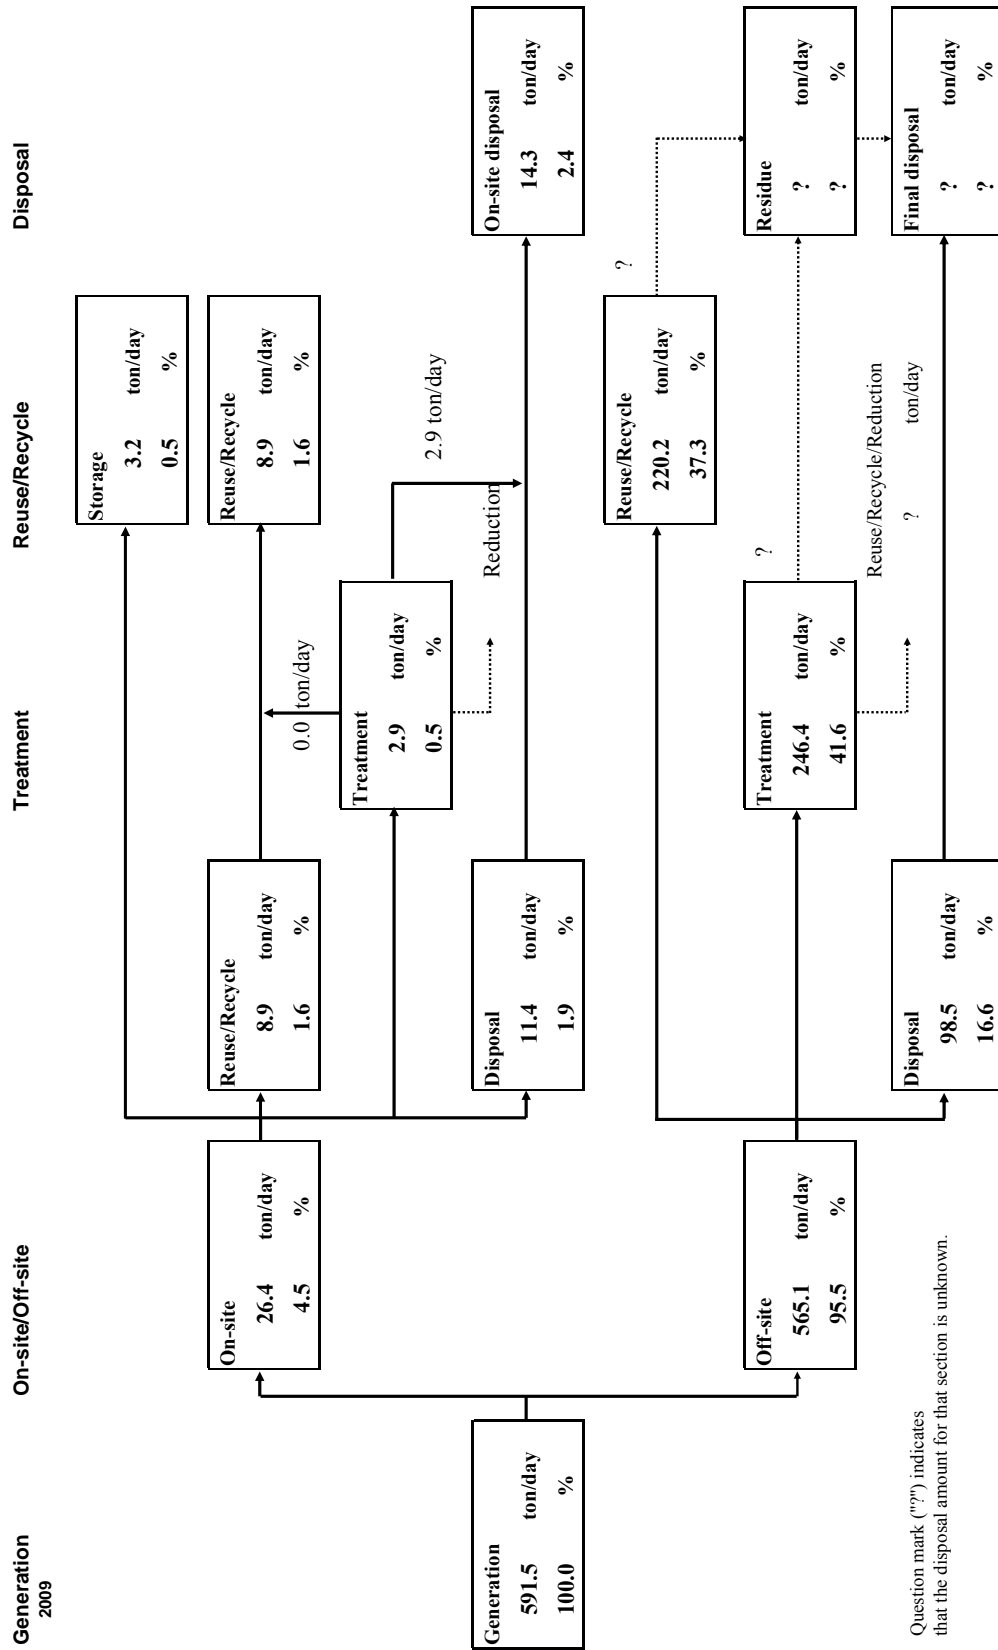 Generation
2009
On-site/Off-site
Treatment
Reuse/Recycle
Disposal
Generation
591.5 ton/day
100.0 %
On-site
26.4 ton/day
4.5 %
Off-site
565.1 ton/day
95.5 %
Reuse/Recycle
8.9 ton/day
1.6 %
Disposal
11.4 ton/day
1.9 %
Treatment
2.9 ton/day
0.5 %
0.0 ton/day
Storage
3.2 ton/day
0.5 %
Reuse/Recycle
8.9 ton/day
1.6 %
2.9 ton/day
Reduction
On-site disposal
14.3 ton/day
2.4 %
Reuse/Recycle
220.2 ton/day
37.3 %
?
Treatment
246.4 ton/day
41.6 %
?
Reuse/Recycle/Reduction
? ton/day
Disposal
98.5 ton/day
16.6 %
Residue
? ton/day
? %
Final disposal
? ton/day
? %
Question mark ("?") indicates
that the disposal amount for that section is unknown.